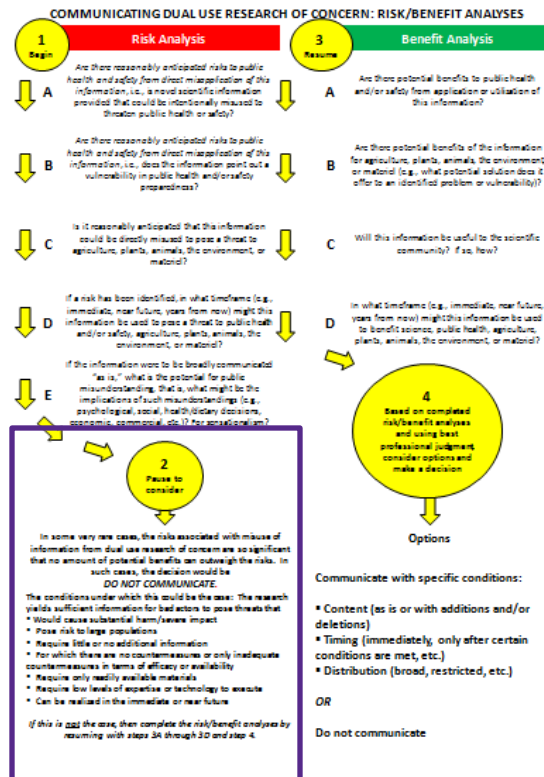 COMMUNICATING DUAL USE RESEARCH OF CONCERN: RISK/BENEFIT ANALYSES
1
Begin
Risk Analysis
A
Are there reasonably anticipated risks to public
health and safety from direct misapplication of this
information, i.e., is novel scientific information
provided that could be intentionally misused to
threaten public health or safety?
B
Are there reasonably anticipated risks to public
health and safety from direct misapplication of this
information, i.e., does the information point out a
vulnerability in public health and/or safety
preparedness?
C
Is it reasonably anticipated that this information
could be directly misused to pose a threat to
agriculture, plants, animals, the environment, or
materiel?
D
If a risk has been identified, in what timeframe (e.g.,
immediate, near future, years from now) might this
information be used to pose a threat to public health
and/or safety, agriculture, plants, animals, the
environment, or materiel?
E
If the information were to be broadly communicated
"as is," what is the potential for public
misunderstanding, that is, what might be the
implications of such misunderstandings (e.g.,
psychological, social, health/dietary decisions,
economic, commercial, etc.)? For sensationalism?
2
Pause to
consider
In some very rare cases, the risks associated with misuse of
information from dual use research of concern are so significant
that no amount of potential benefits can outweigh the risks. In
such cases, the decision would be
DO NOT COMMUNICATE.
The conditions under which this could be the case: The research
yields sufficient information for bad actors to pose threats that
• Would cause substantial harm/severe impact
• Pose risk to large populations
• Require little or no additional information
• For which there are no countermeasures or only inadequate
countermeasures in terms of efficacy or availability
• Require only readily available materials
• Require low levels of expertise or technology to execute
• Can be realized in the immediate or near future
If this is not the case, then complete the risk/benefit analyses by
resuming with steps 3A through 3D and step 4.
3
Resume
Benefit Analysis
A
Are there potential benefits to public health
and/or safety from application or utilization of
this information?
B
Are there potential benefits of the information
for agriculture, plants, animals, the environment,
or materiel (e.g., what potential solution does it
offer to an identified problem or vulnerability)?
C
Will this information be useful to the scientific
community? If so, how?
D
In what timeframe (e.g., immediate, near future,
years from now) might this information be used
to benefit science, public health, agriculture,
plants, animals, the environment, or materiel?
4
Based on completed
risk/benefit analyses
and using best
professional judgment,
consider options and
make a decision
Options
Communicate with specific conditions:
▪ Content (as is or with additions and/or
deletions)
▪ Timing (immediately, only after certain
conditions are met, etc.)
▪ Distribution (broad, restricted, etc.)
OR
Do not communicate